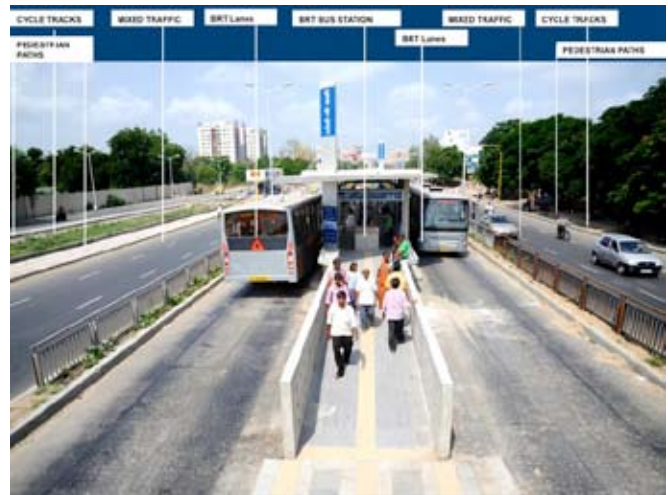 CYCLE TRACKS
MIXED TRAFFIC
BRT Lanes
BRT BUS STATION
MIXED TRAFFIC
CYCLE TRACKS
PEDESTRIAN
PATHS
BRT Lanes
PEDESTRIAN PATHS